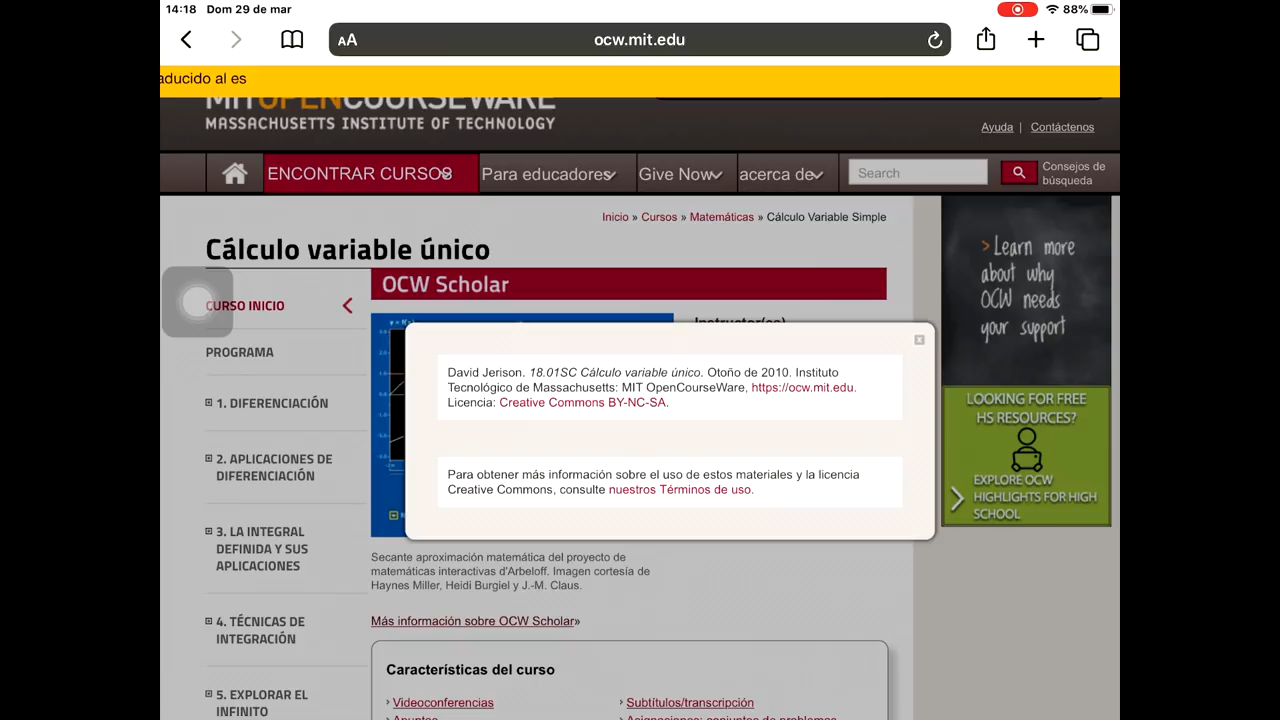 14:18 Dom 29 de mar
88%
AA
ocw.mit.edu
aducido al es
MITOPENCOURSEWARE
MASSACHUSETTS INSTITUTE OF TECHNOLOGY
Ayuda | Contáctenos
ENCONTRAR CURSOS
Para educadores
Give Now
acerca de
Search
Consejos de
búsqueda
Inicio » Cursos » Matemáticas » Cálculo Variable Simple
Cálculo variable único
CURSO INICIO
PROGRAMA
1. DIFERENCIACIÓN
2. APLICACIONES DE
DIFERENCIACIÓN
3. LA INTEGRAL
DEFINIDA Y SUS
APLICACIONES
4. TÉCNICAS DE
INTEGRACIÓN
5. EXPLORAR EL
INFINITO
OCW Scholar
Instructor(es)
David Jerison. 18.01SC Cálculo variable único. Otoño de 2010. Instituto
Tecnológico de Massachusetts: MIT OpenCourseWare, https://ocw.mit.edu.
Licencia: Creative Commons BY-NC-SA.
Para obtener más información sobre el uso de estos materiales y la licencia
Creative Commons, consulte nuestros Términos de uso.
Secante aproximación matemática del proyecto de
matemáticas interactivas d'Arbeloff. Imagen cortesía de
Haynes Miller, Heidi Burgiel y J.-M. Claus.
Más información sobre OCW Scholar»
Características del curso
Videoconferencias
Subtítulos/transcripción
Apuntes
Asignaciones: conjuntos de problemas
> Learn more
about why
OCW needs
your support
LOOKING FOR FREE
HS RESOURCES?
EXPLORE OCW
HIGHLIGHTS FOR HIGH
SCHOOL